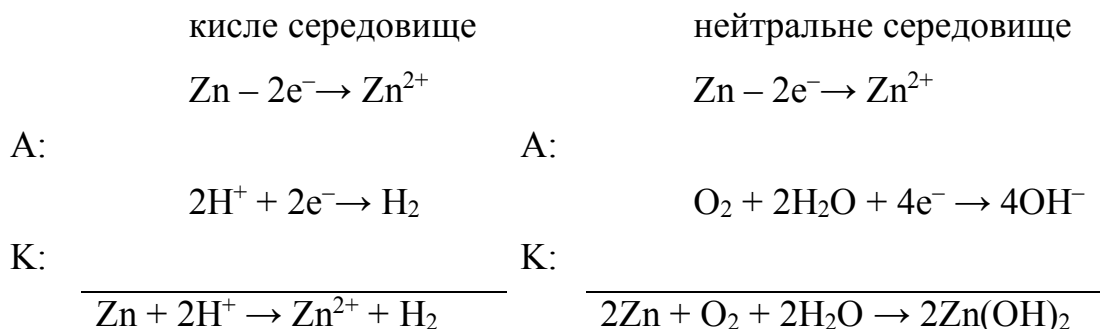 кисле середовище нейтральне середовище
Zn – 2e⁻→ Zn²⁺ Zn – 2e⁻→ Zn²⁺
А: А:
2H⁺ + 2e⁻→ H₂ O₂ + 2H₂O + 4e⁻ → 4OH⁻
К: К:
Zn + 2H⁺ → Zn²⁺ + H₂ 2Zn + O₂ + 2H₂O → 2Zn(OH)₂